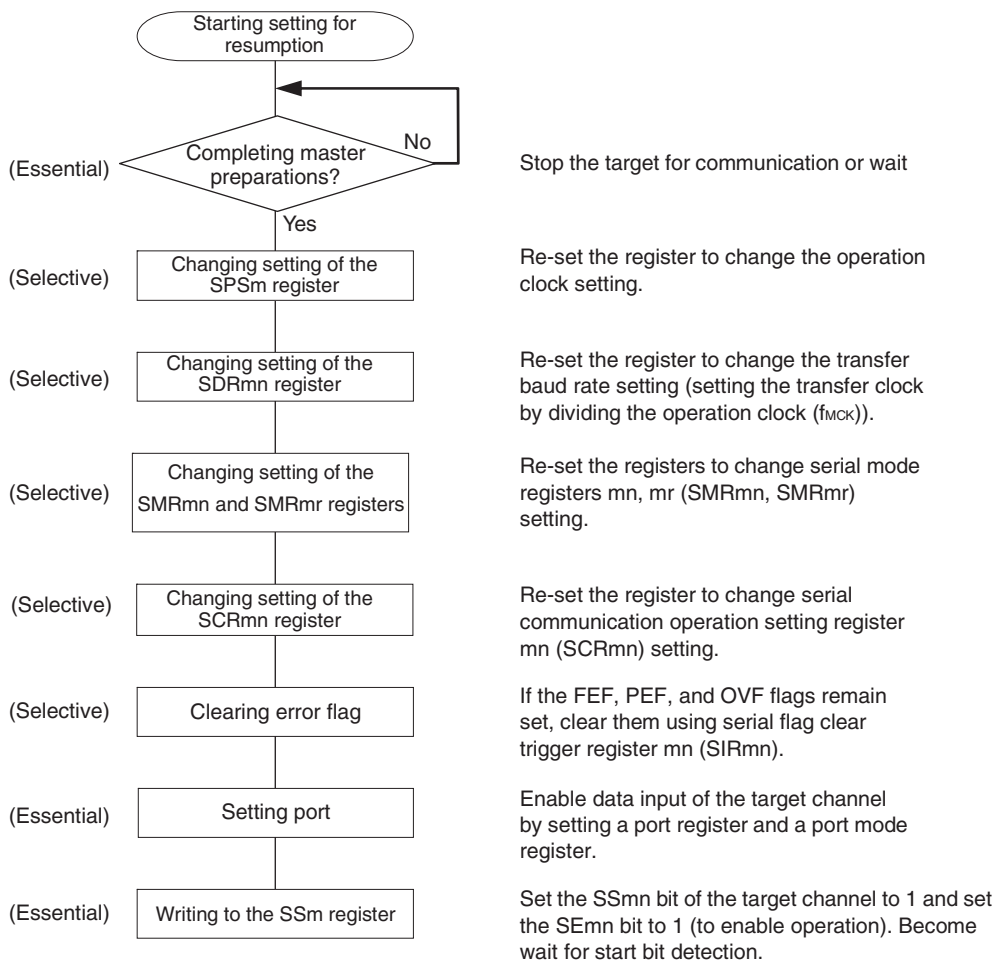 Starting setting for
resumption
No
(Essential)
Completing master
preparations?
Stop the target for communication or wait
Yes
(Selective)
Changing setting of the
SPSm register
Re-set the register to change the operation
clock setting.
(Selective)
Changing setting of the
SDRmn register
Re-set the register to change the transfer
baud rate setting (setting the transfer clock
by dividing the operation clock (fMCK)).
(Selective)
Changing setting of the
SMRmn and SMRmr registers
Re-set the registers to change serial mode
registers mn, mr (SMRmn, SMRmr)
setting.
(Selective)
Changing setting of the
SCRmn register
Re-set the register to change serial
communication operation setting register
mn (SCRmn) setting.
(Selective)
Clearing error flag
If the FEF, PEF, and OVF flags remain
set, clear them using serial flag clear
trigger register mn (SIRmn).
(Essential)
Setting port
Enable data input of the target channel
by setting a port register and a port mode
register.
(Essential)
Writing to the SSm register
Set the SSmn bit of the target channel to 1 and set
the SEmn bit to 1 (to enable operation). Become
wait for start bit detection.